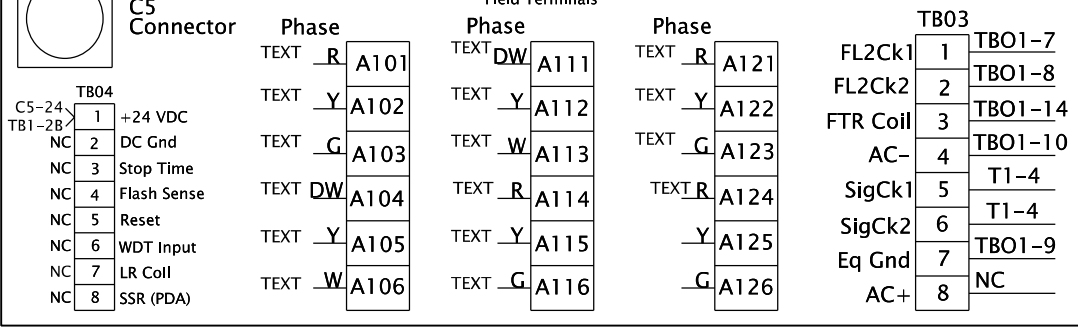 C5
Connector
Field Terminals
TB04
C5-24
TB1-2B
1 +24 VDC
NC 2 DC Gnd
NC 3 Stop Time
NC 4 Flash Sense
NC 5 Reset
NC 6 WDT Input
NC 7 LR Coil
NC 8 SSR (PDA)
Phase
TEXT R A101
TEXT Y A102
TEXT G A103
TEXT DW A104
TEXT Y A105
TEXT W A106
Phase
TEXT DW A111
TEXT Y A112
TEXT W A113
TEXT R A114
TEXT Y A115
TEXT G A116
Phase
TEXT R A121
TEXT Y A122
TEXT G A123
TEXT R A124
Y A125
G A126
TB03
FL2Ck1 1 TBO1-7
FL2Ck2 2 TBO1-8
FTR Coil 3 TBO1-14
AC- 4 TBO1-10
SigCk1 5 T1-4
SigCk2 6 T1-4
Eq Gnd 7 TBO1-9
AC+ 8 NC